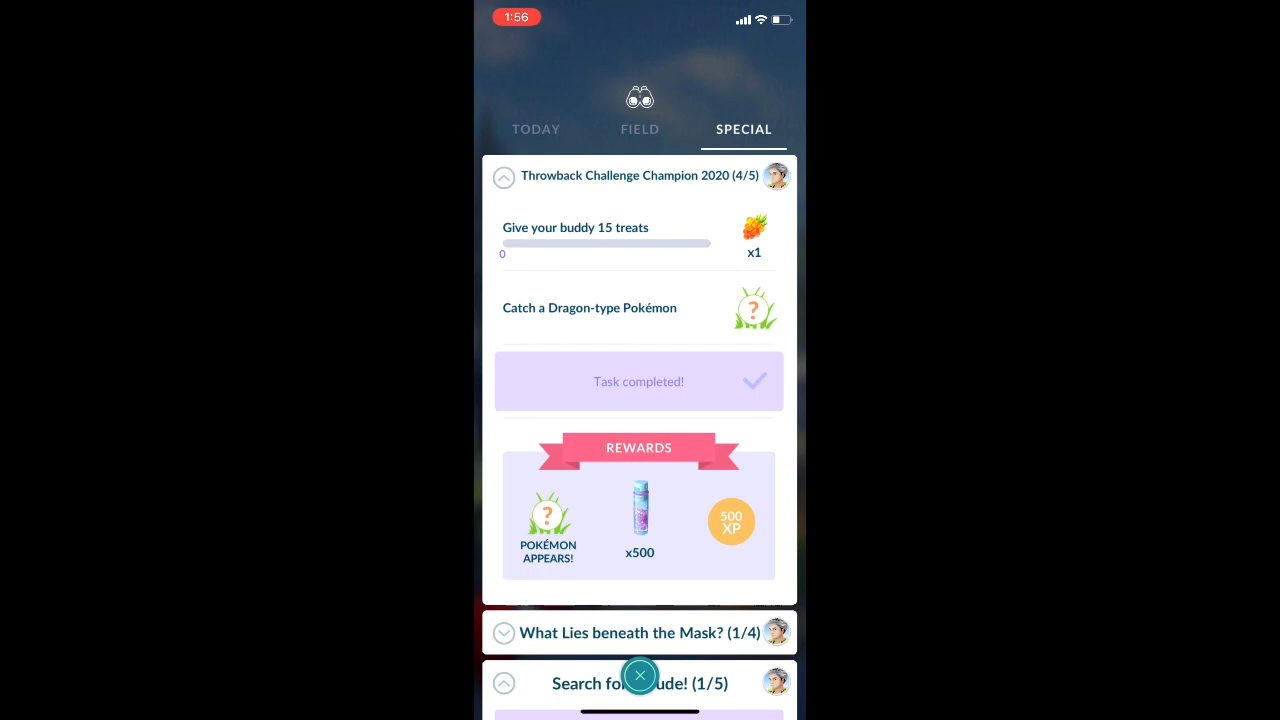 1:56
TODAY
FIELD
SPECIAL
Throwback Challenge Champion 2020 (4/5)
Give your buddy 15 treats
0
x1
Catch a Dragon-type Pokémon
?
Task completed!
REWARDS
?
POKÉMON
APPEARS!
x500
500
XP
What Lies beneath the Mask? (1/4)
Search fo ude! (1/5)